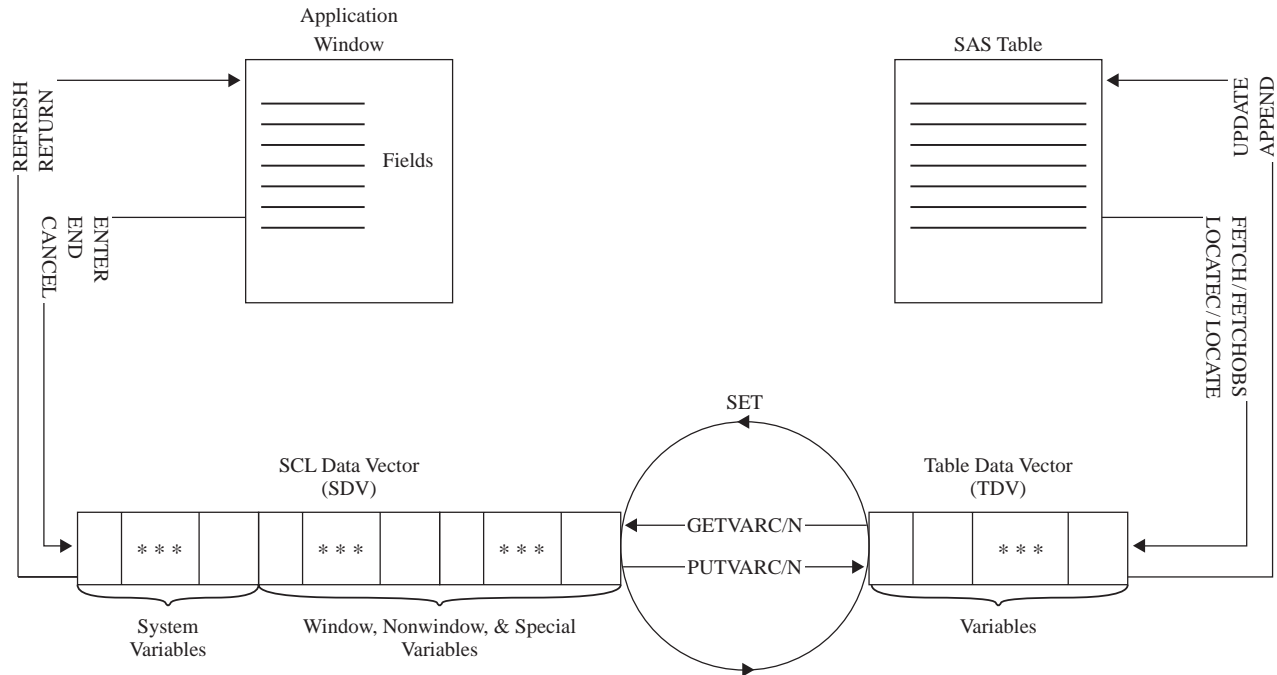 Application
Window
SAS Table
REFRESH
RETURN
Fields
APPEND
UPDATE
ENTER
END
CANCEL
FETCH/FETCHOBS
LOCATEC/LOCATE
SET
SCL Data Vector
(SDV)
Table Data Vector
(TDV)
GETVARC/N
* * *
* * *
* * *
* * *
PUTVARC/N
System
Variables
Window, Nonwindow, & Special
Variables
Variables